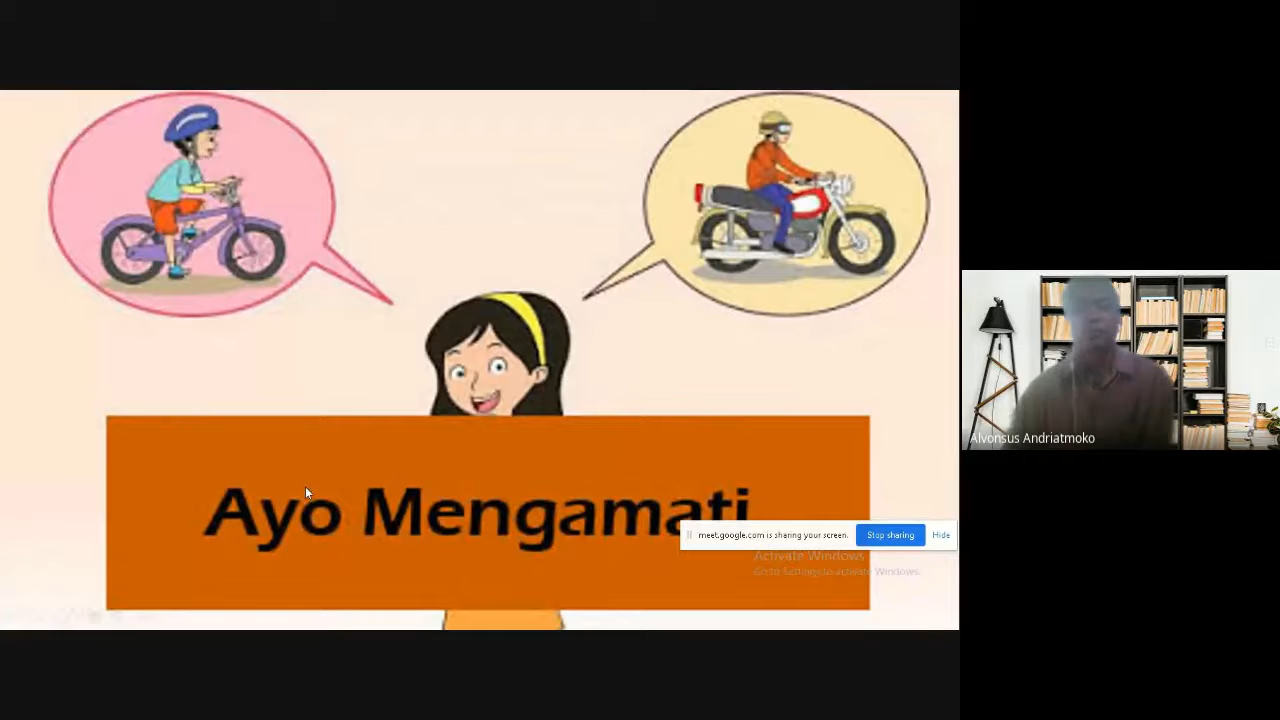 Ayo Mengamati
meet.google.com is sharing your screen.
Stop sharing
Hide
Activate Windows
Go to Settings to activate Windows.
Alvonsus Andriatmoko